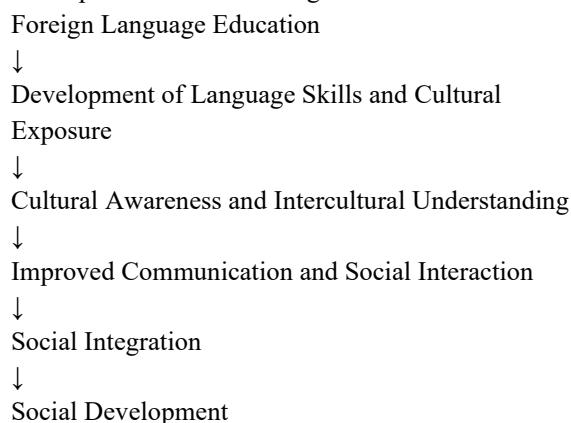 Foreign Language Education
↓
Development of Language Skills and Cultural
Exposure
↓
Cultural Awareness and Intercultural Understanding
↓
Improved Communication and Social Interaction
↓
Social Integration
↓
Social Development